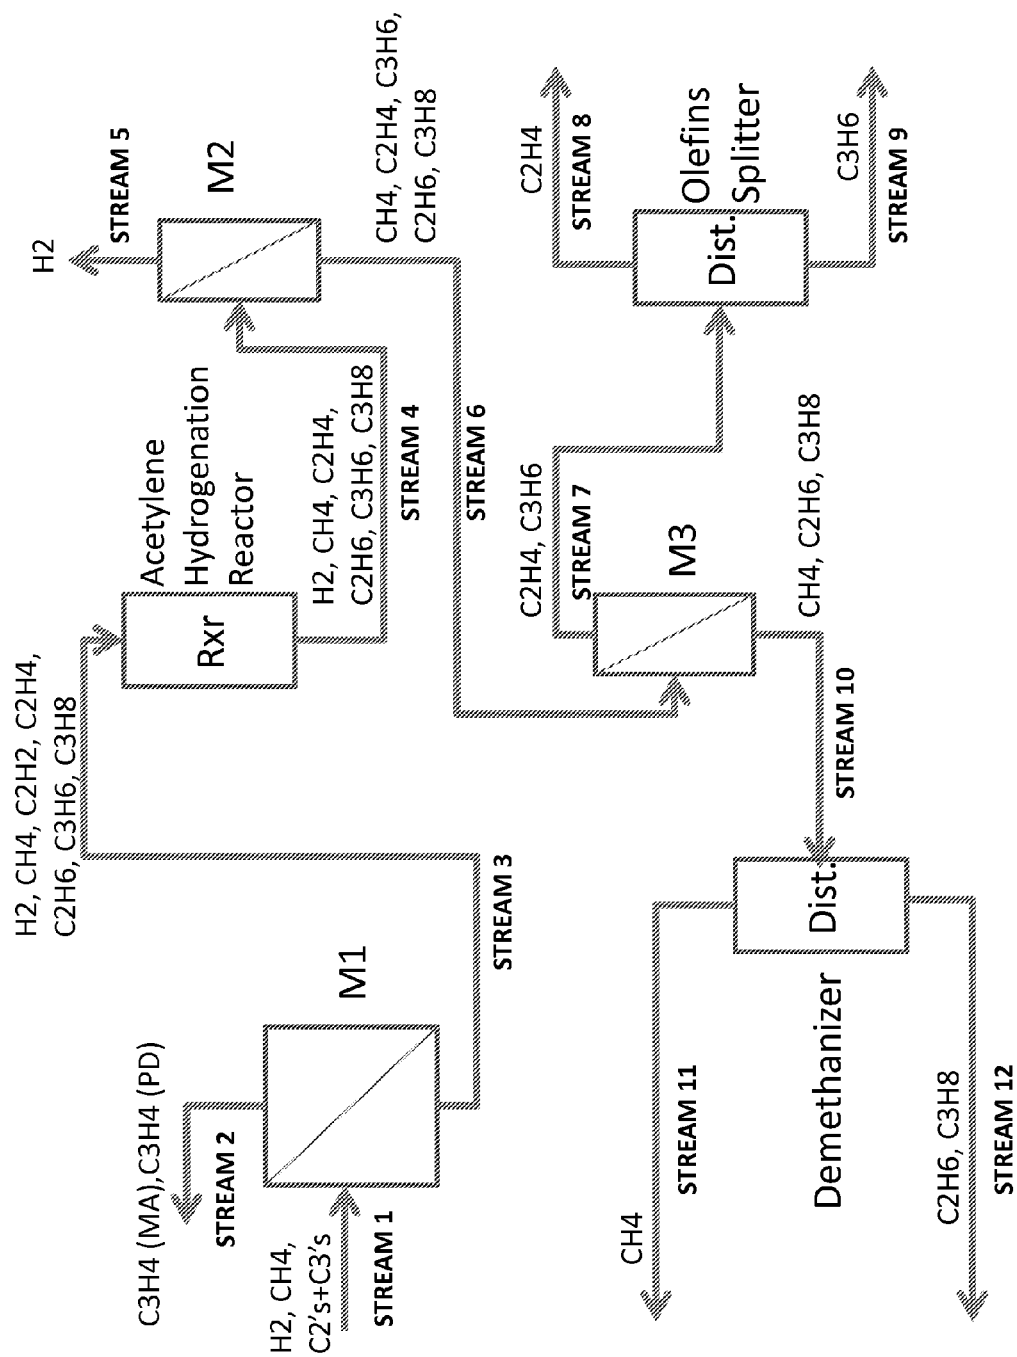 H2, CH4,
C2's+C3's
STREAM 1
C3H4 (MA),C3H4 (PD)
STREAM 2
M1
STREAM 3
H2, CH4, C2H2, C2H4,
C2H6, C3H6, C3H8
Rxr
Acetylene
Hydrogenation
Reactor
H2, CH4, C2H4,
C2H6, C3H6, C3H8
STREAM 4
H2
STREAM 5
M2
CH4, C2H4, C3H6,
C2H6, C3H8
STREAM 6
C2H4, C3H6
STREAM 7
M3
CH4, C2H6, C3H8
STREAM 10
Dist.
Olefins
Splitter
C2H4
STREAM 8
C3H6
STREAM 9
Dist.
Demethanizer
CH4
STREAM 11
C2H6, C3H8
STREAM 12